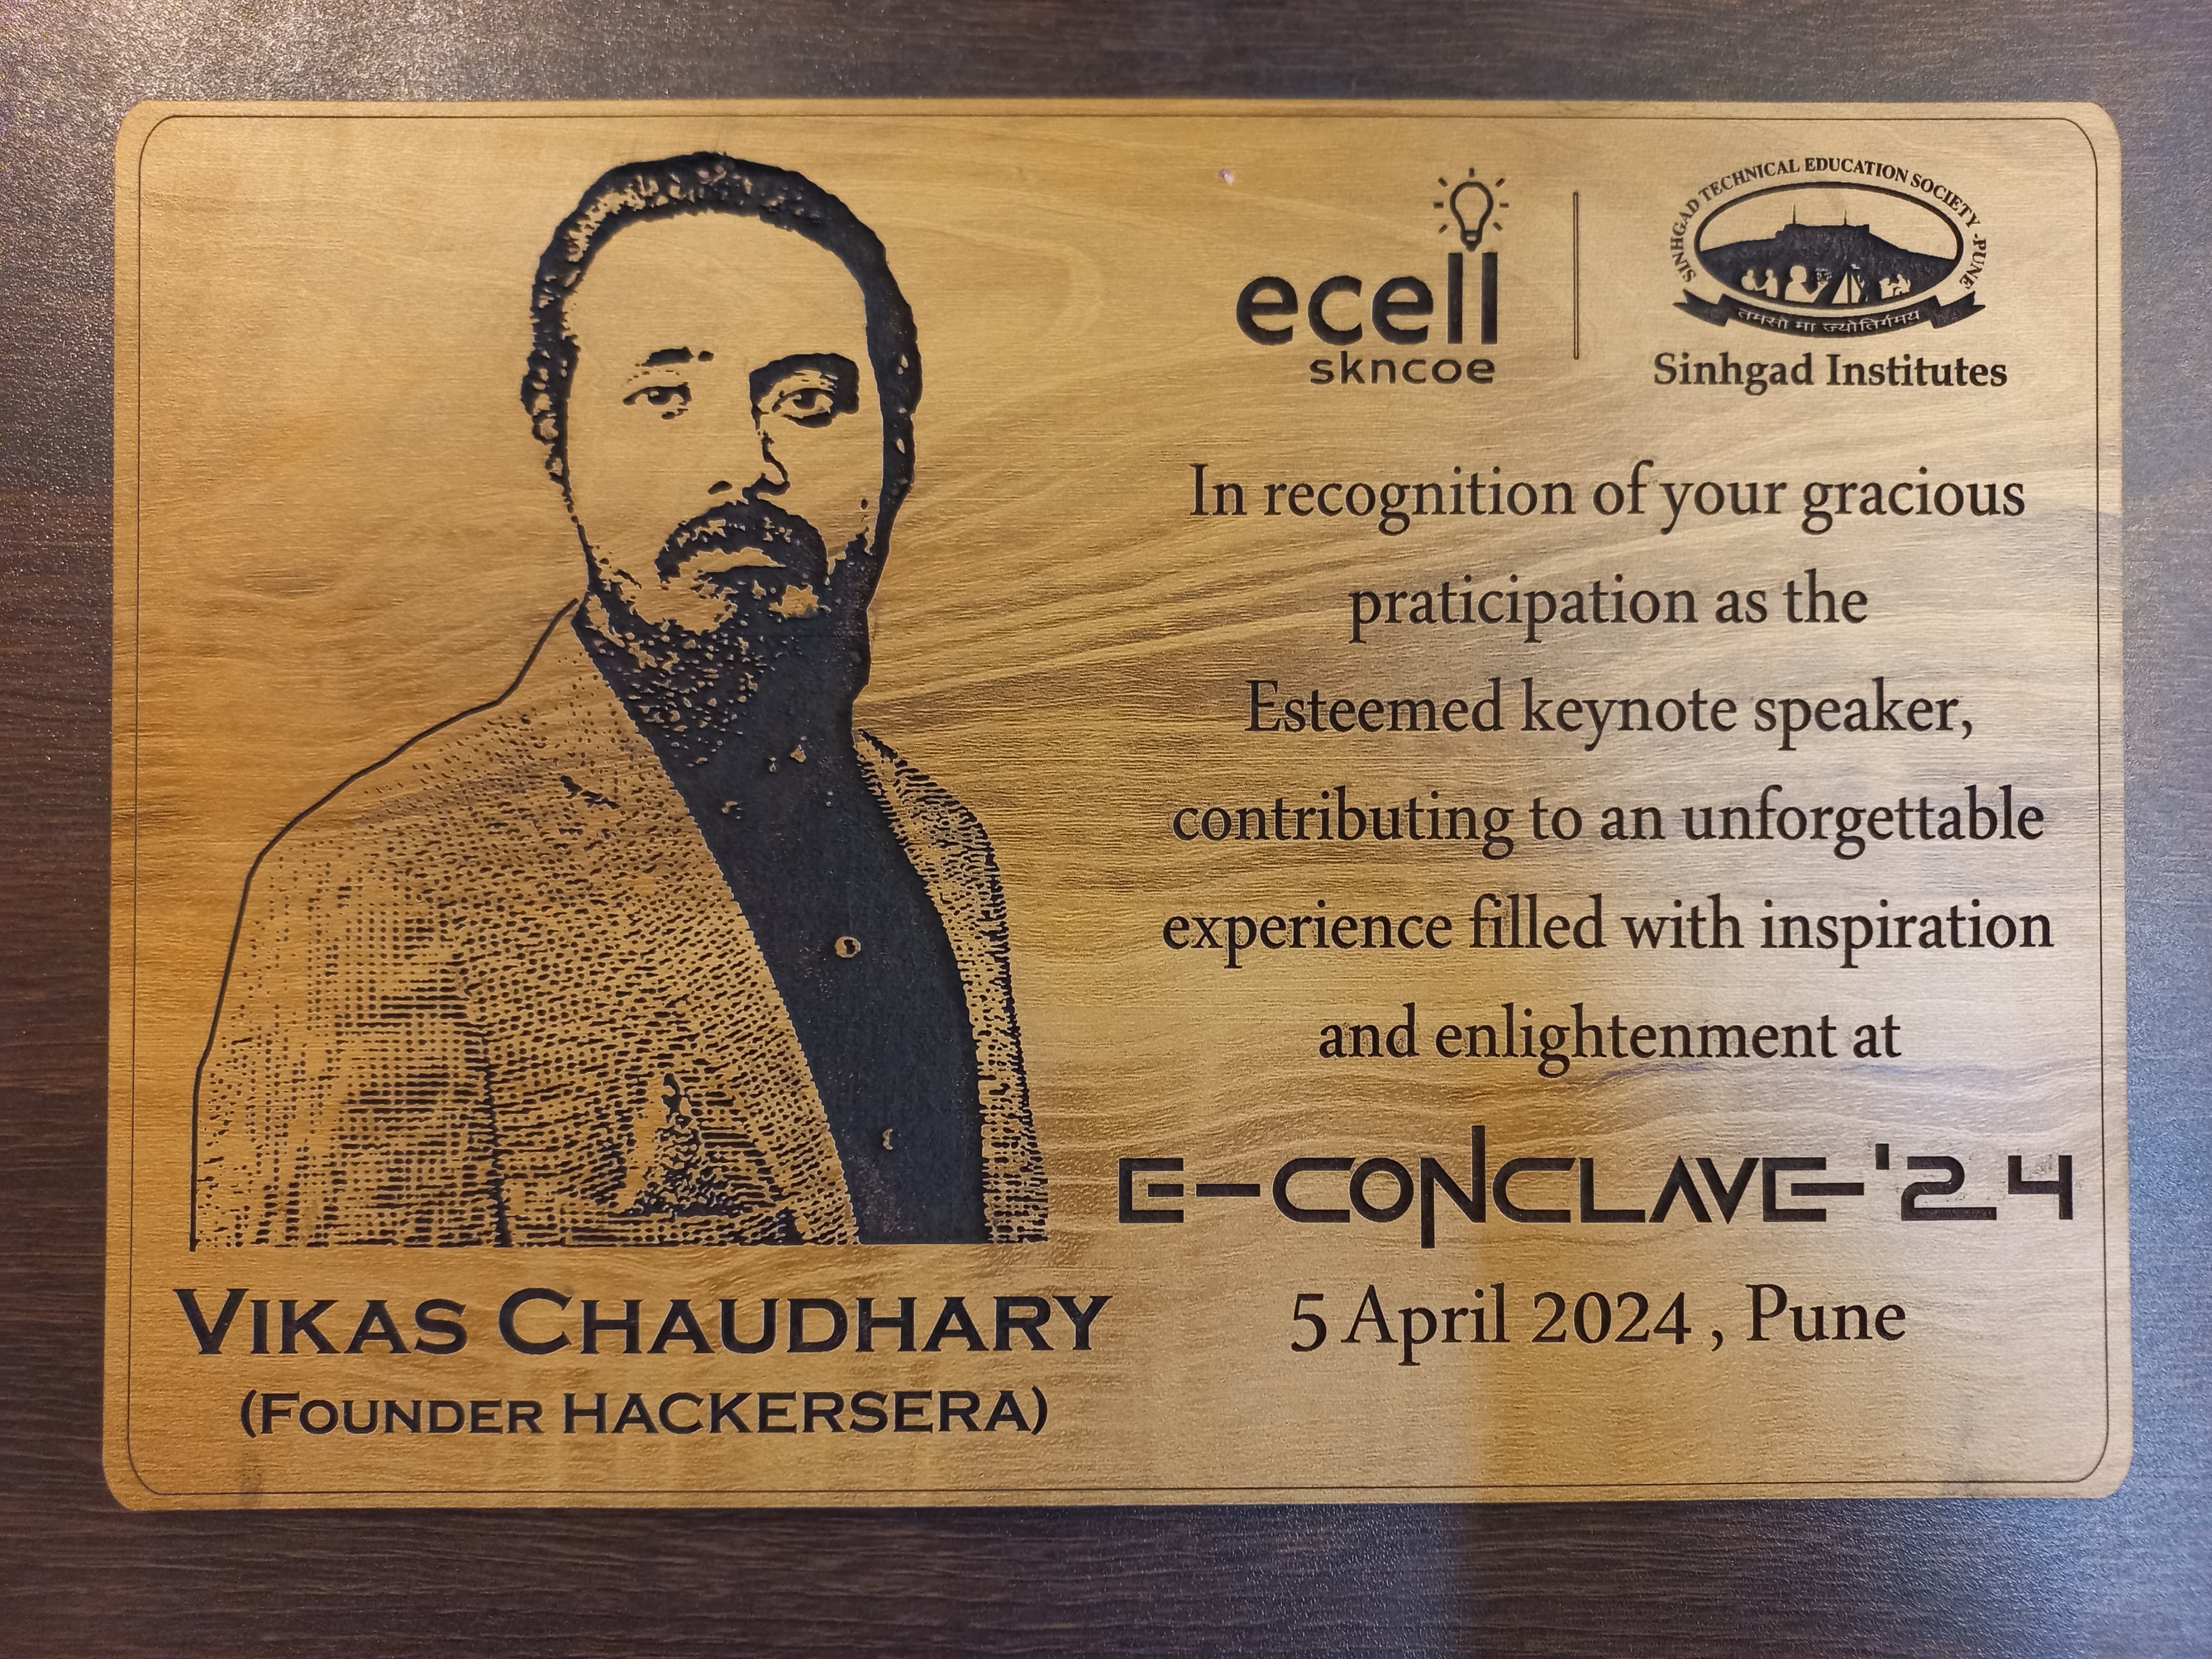 ecell
skncoe
SINHGAD TECHNICAL EDUCATION SOCIETY - PUNE
तमसो मा ज्योतिर्गमय
Sinhgad Institutes
In recognition of your gracious
praticipation as the
Esteemed keynote speaker,
contributing to an unforgettable
experience filled with inspiration
and enlightenment at
E-CONCLAVE-'24
5 April 2024 , Pune
VIKAS CHAUDHARY
(FOUNDER HACKERSERA)